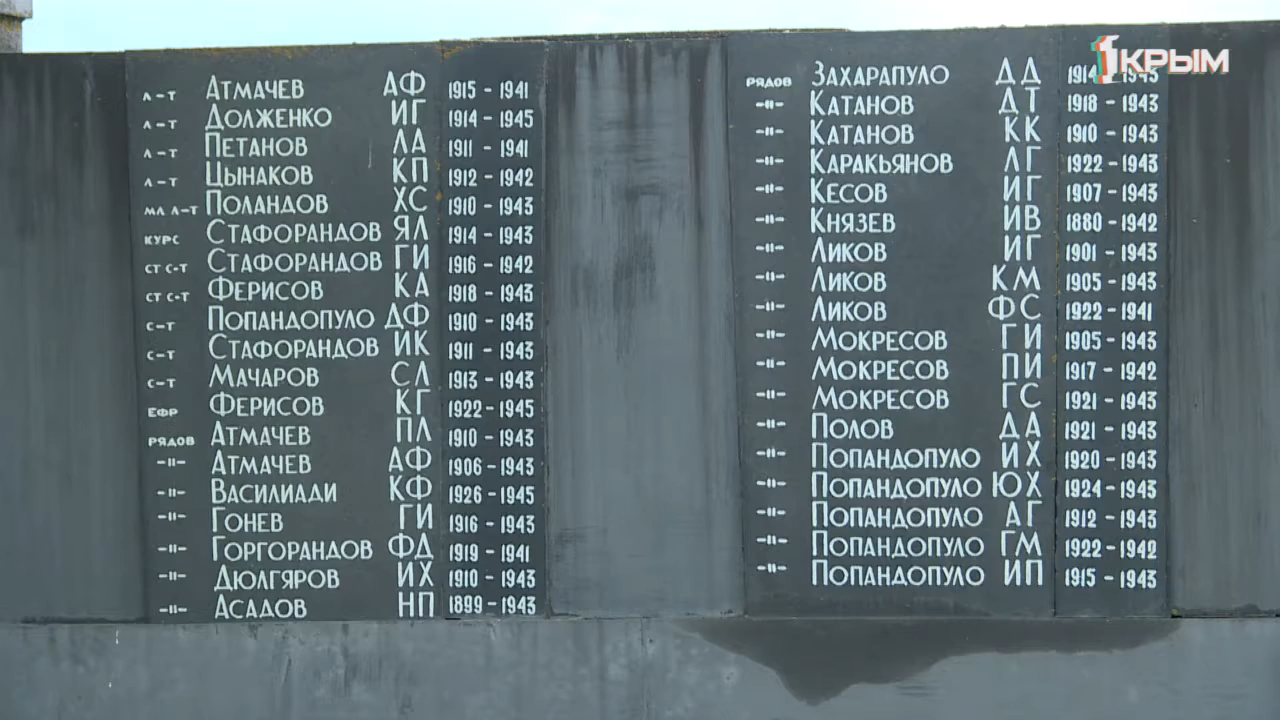 Л-Т АТМАЧЕВ АФ 1915 - 1941
Л-Т ДОЛЖЕНКО ИГ 1914 - 1945
Л-Т ПЕТАНОВ ЛА 1911 - 1941
Л-Т ЦЫНАКОВ КП 1912 - 1942
МЛ Л-Т ПОЛАНДОВ ХС 1910 - 1943
КУРС СТАФОРАНДОВ ЯЛ 1914 - 1943
СТ С-Т СТАФОРАНДОВ ГИ 1916 - 1942
СТ С-Т ФЕРИСОВ КА 1918 - 1943
С-Т ПОПАНДОПУЛО ДФ 1910 - 1943
С-Т СТАФОРАНДОВ ИК 1911 - 1943
С-Т МАЧАРОВ СЛ 1913 - 1943
ЕФР ФЕРИСОВ КГ 1922 - 1945
РЯДОВ АТМАЧЕВ ПЛ 1910 - 1943
-II- АТМАЧЕВ АФ 1906 - 1943
-II- ВАСИЛИАДИ КФ 1926 - 1945
-II- ГОНЕВ ГИ 1916 - 1943
-II- ГОРГОРАНДОВ ФД 1919 - 1941
-II- ДЮЛГЯРОВ ИХ 1910 - 1943
-II- АСАДОВ НП 1899 - 1943
РЯДОВ ЗАХАРАПУЛО ДД 1914 - 1943
-II- КАТАНОВ ДТ 1918 - 1943
-II- КАТАНОВ КК 1910 - 1943
-II- КАРАКЬЯНОВ ЛГ 1922 - 1943
-II- КЕСОВ ИГ 1907 - 1943
-II- КНЯЗЕВ ИВ 1880 - 1942
-II- ЛИКОВ ИГ 1901 - 1943
-II- ЛИКОВ КМ 1905 - 1943
-II- ЛИКОВ ФС 1922 - 1941
-II- МОКРЕСОВ ГИ 1905 - 1943
-II- МОКРЕСОВ ПИ 1917 - 1942
-II- МОКРЕСОВ ГС 1921 - 1943
-II- ПОЛОВ ДА 1921 - 1943
-II- ПОПАНДОПУЛО ИХ 1920 - 1943
-II- ПОПАНДОПУЛО ЮХ 1924 - 1943
-II- ПОПАНДОПУЛО АГ 1912 - 1943
-II- ПОПАНДОПУЛО ГМ 1922 - 1942
-II- ПОПАНДОПУЛО ИП 1915 - 1943
1 КРЫМ